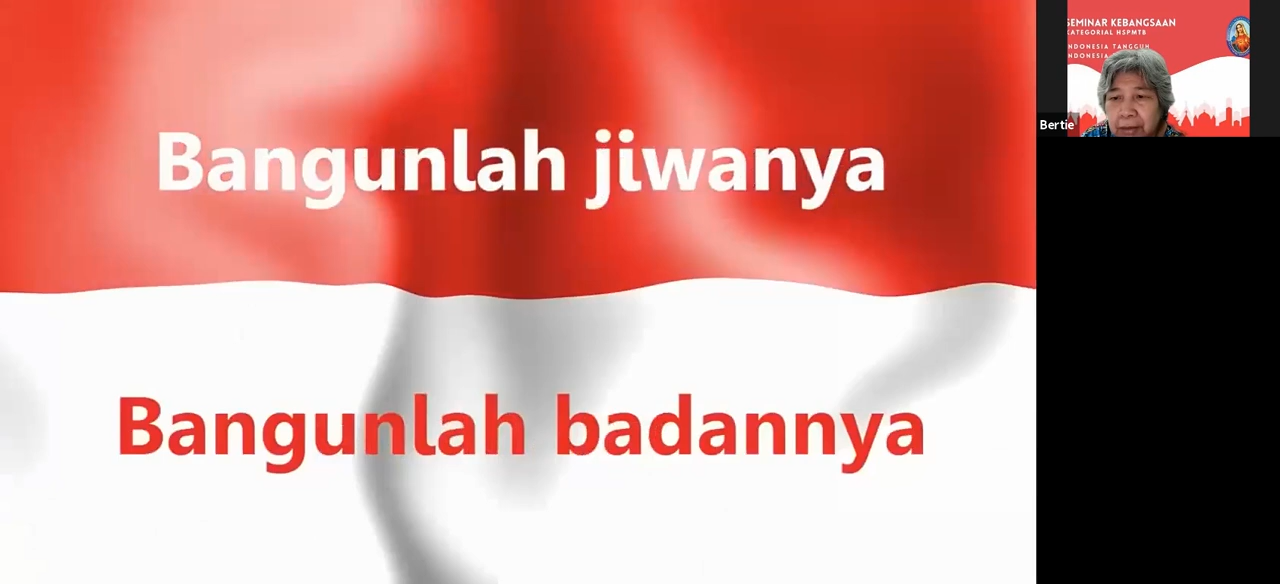 Bangunlah jiwanya
Bangunlah badannya
SEMINAR KEBANGSAAN
KATEGORIAL HSPMTB
INDONESIA TANGGUH
INDONESIA
Bertie